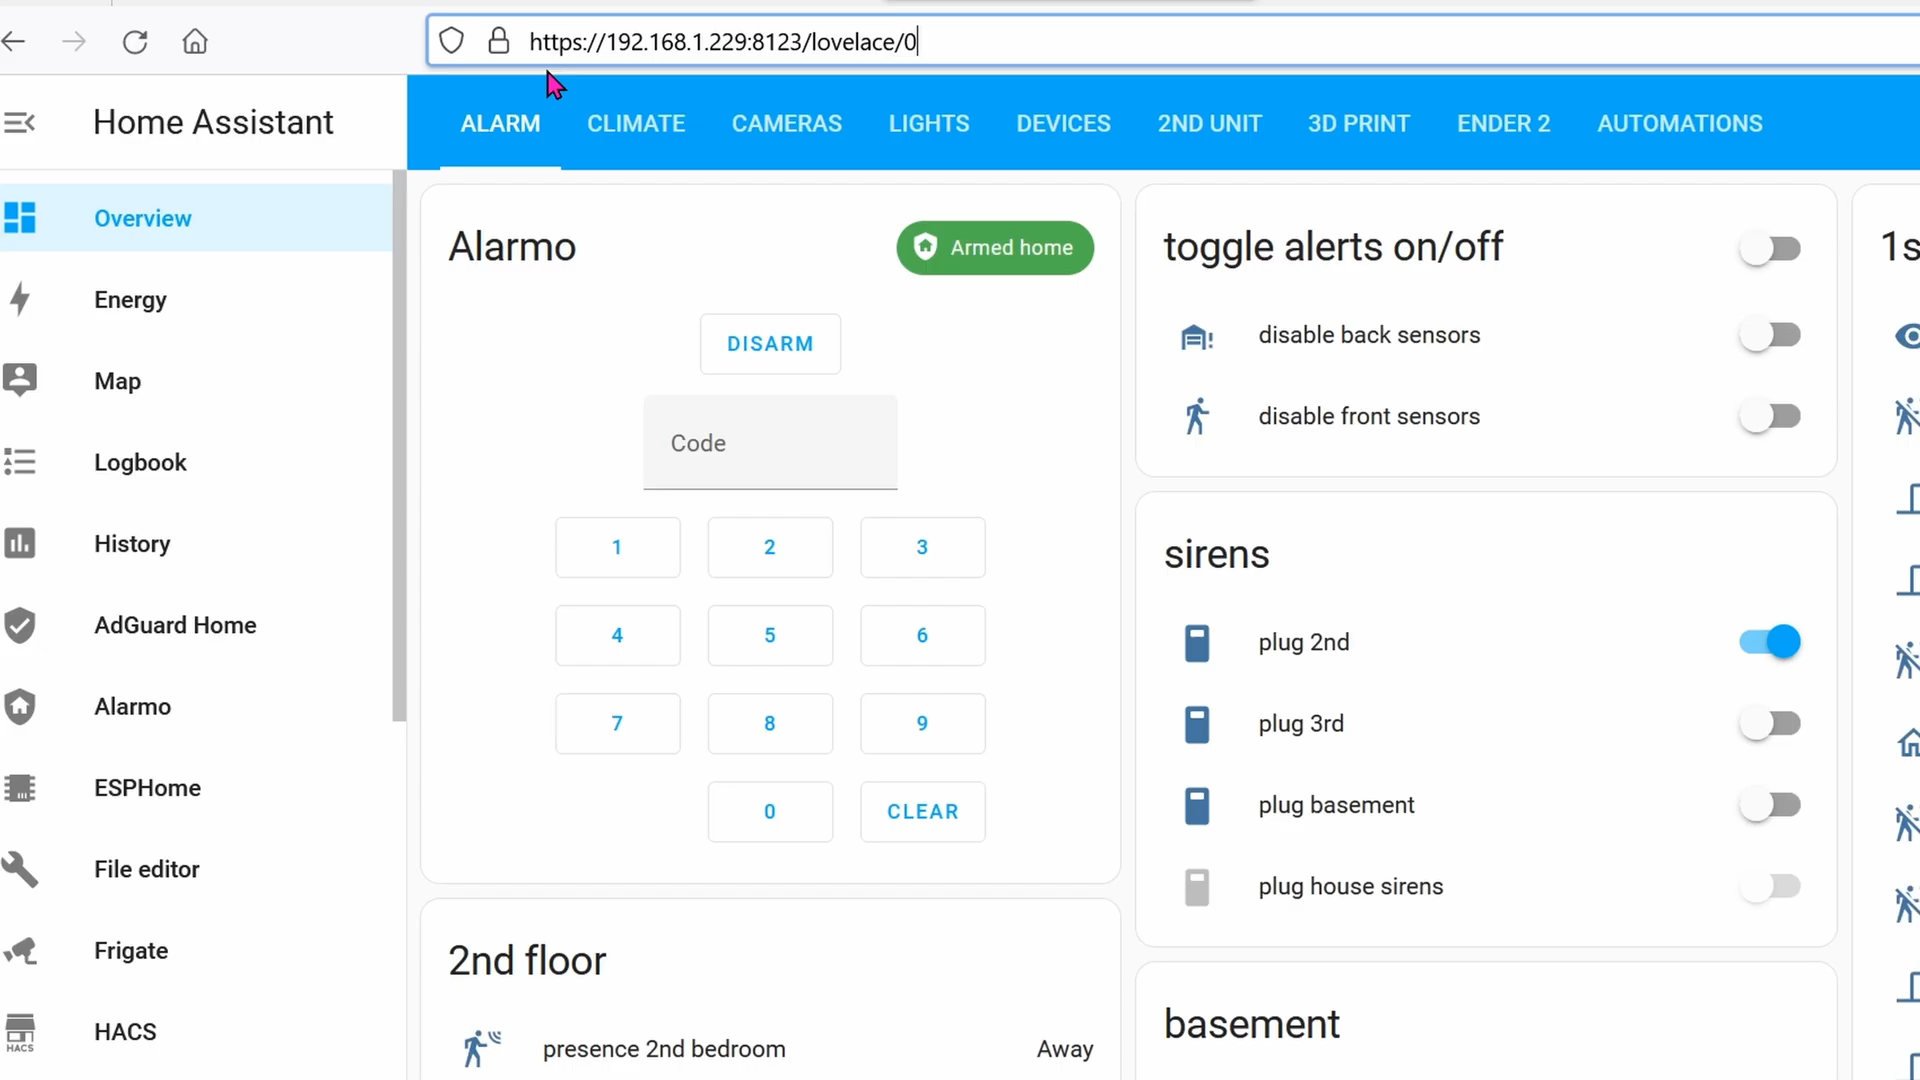 https://192.168.1.229:8123/lovelace/0
Home Assistant
ALARM CLIMATE CAMERAS LIGHTS DEVICES 2ND UNIT 3D PRINT ENDER 2 AUTOMATIONS
Overview
Energy
Map
Logbook
History
AdGuard Home
Alarmo
ESPHome
File editor
Frigate
HACS
HACS
Alarmo
Armed home
DISARM
Code
1 2 3
4 5 6
7 8 9
0 CLEAR
2nd floor
presence 2nd bedroom Away
toggle alerts on/off
disable back sensors
disable front sensors
sirens
plug 2nd
plug 3rd
plug basement
plug house sirens
basement
1s